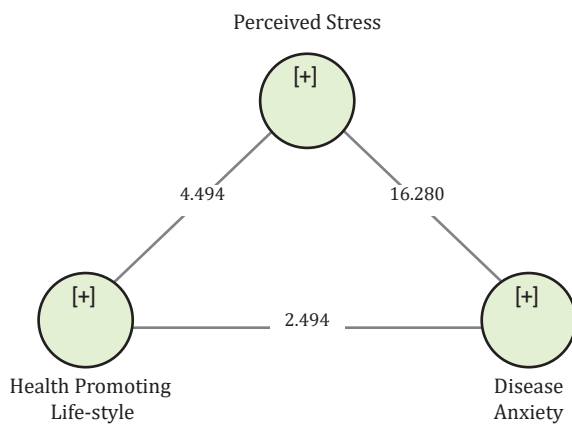 Perceived Stress
[+]
4.494
16.280
[+]
[+]
2.494
Health Promoting
Life-style
Disease
Anxiety